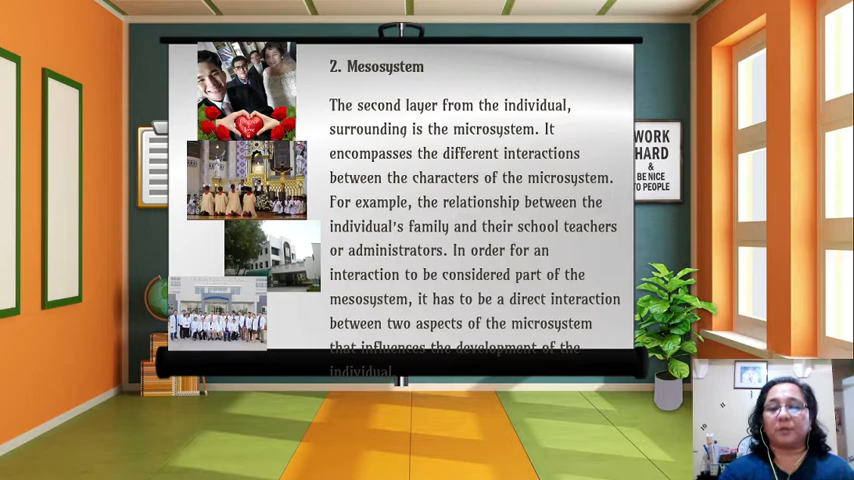 2. Mesosystem
The second layer from the individual,
surrounding is the microsystem. It
encompasses the different interactions
between the characters of the microsystem.
For example, the relationship between the
individual's family and their school teachers
or administrators. In order for an
interaction to be considered part of the
mesosystem, it has to be a direct interaction
between two aspects of the microsystem
that influences the development of the
individual.
WORK
HARD
&
BE NICE
TO PEOPLE